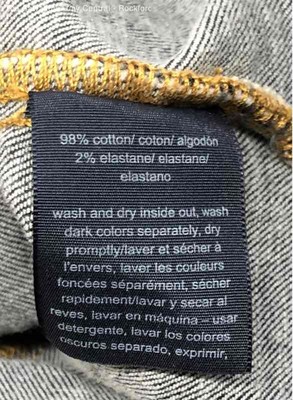 98% cotton/ coton/ algodón
2% elastane/ elastane/
elastano
wash and dry inside out, wash
dark colors separately, dry
promptly/laver et sécher à
l'envers, laver les couleurs
foncées séparément, sécher
rapidement/lavar y secar al
reves, lavar en máquina – usar
detergente, lavar los colores
oscuros separado, exprimir,